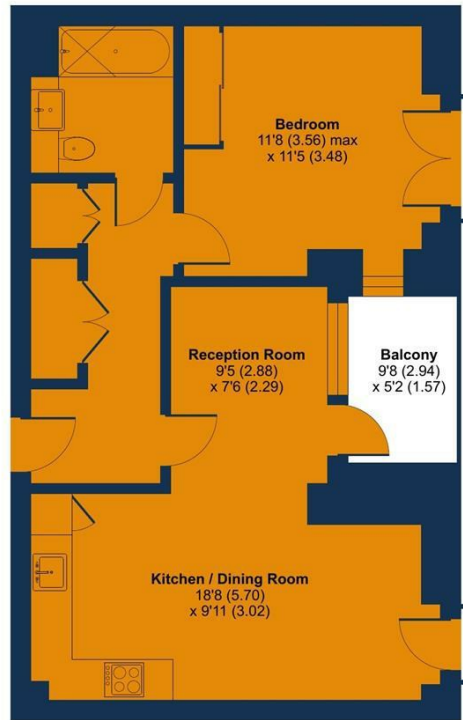 Bedroom
11'8 (3.56) max
x 11'5 (3.48)
Reception Room
9'5 (2.88)
x 7'6 (2.29)
Balcony
9'8 (2.94)
x 5'2 (1.57)
Kitchen / Dining Room
18'8 (5.70)
x 9'11 (3.02)